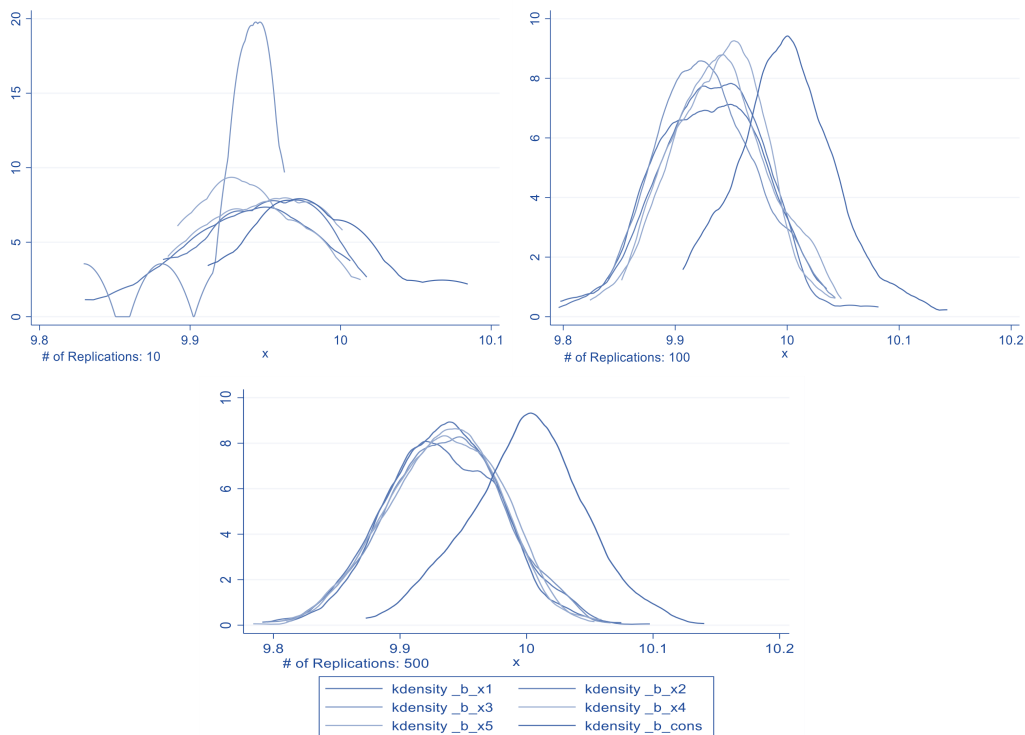 20
15
10
5
0
9.8 9.9 10 10.1
x
# of Replications: 10
10
8
6
4
2
0
9.8 9.9 10 10.1 10.2
x
# of Replications: 100
10
8
6
4
2
0
9.8 9.9 10 10.1 10.2
x
# of Replications: 500
kdensity _b_x1 kdensity _b_x2
kdensity _b_x3 kdensity _b_x4
kdensity _b_x5 kdensity _b_cons